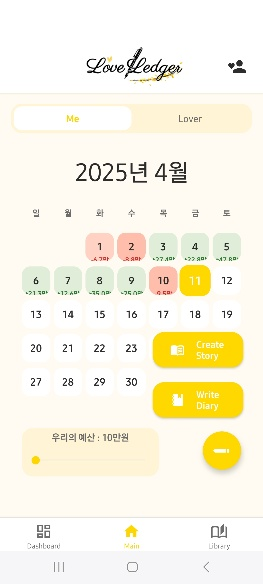 Love Ledger
Me Lover
2025년 4월
일 월 화 수 목 금 토
1 2 3 4 5
6 7 8 9 10 11 12
13 14 15 16 17 18 19
20 21 22 23
Create
Story
27 28 29 30
Write
Diary
우리의 예산 : 10만원
Dashboard Main Library